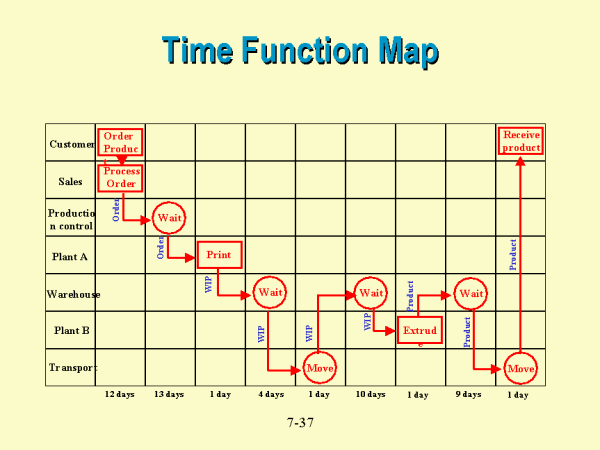 Time Function Map
Customer
Order
Produc
t
Receive
product
Sales
Process
Order
Productio
n control
Order
Wait
Plant A
Order
Print
Warehouse
WIP
Wait
Wait
Product
Wait
Product
Plant B
WIP
WIP
WIP
Extrud
e
Product
Transport
Move
Move
12 days
13 days
1 day
4 days
1 day
10 days
1 day
9 days
1 day
7-37